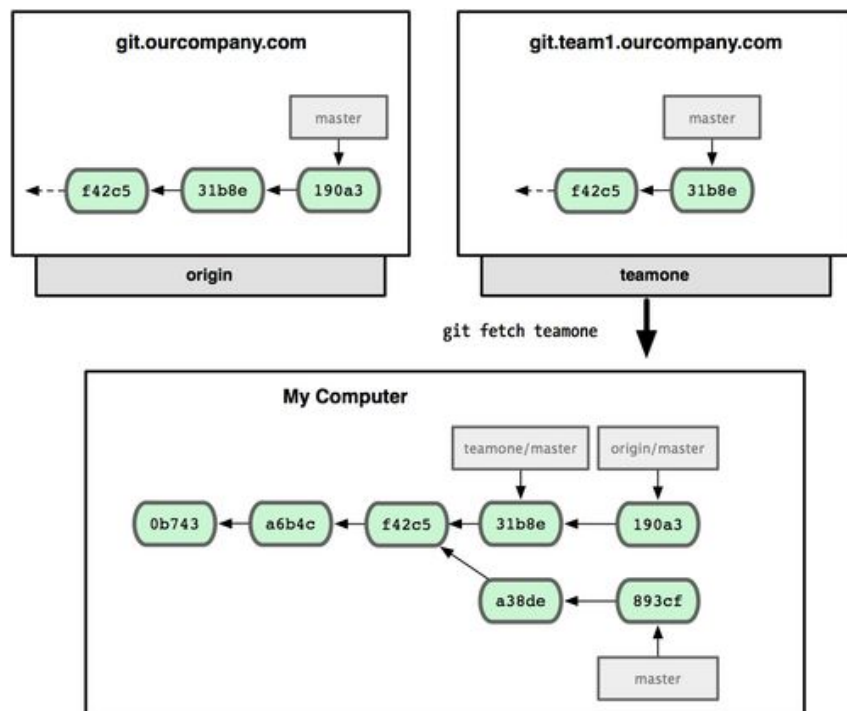 git.ourcompany.com
master
f42c5
31b8e
190a3
origin
git.team1.ourcompany.com
master
f42c5
31b8e
teamone
git fetch teamone
My Computer
teamone/master
origin/master
0b743
a6b4c
f42c5
31b8e
190a3
a38de
893cf
master